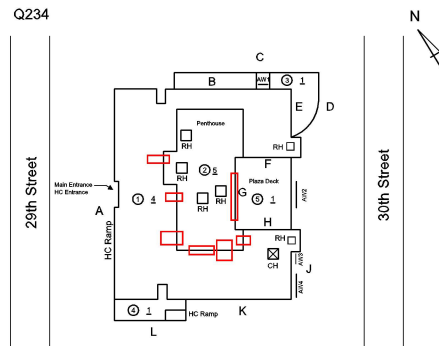 Q234
N
C
B
AW1
3 1
D
E
Penthouse
RH
RH
F
RH
2 5
G
Plaza Deck
Main Entrance
HC Entrance
A
1 4
RH
RH
5 1
AW2
29th Street
30th Street
HC Ramp
H
RH
CH
AW3
J
AW4
4 1
HC Ramp
K
L